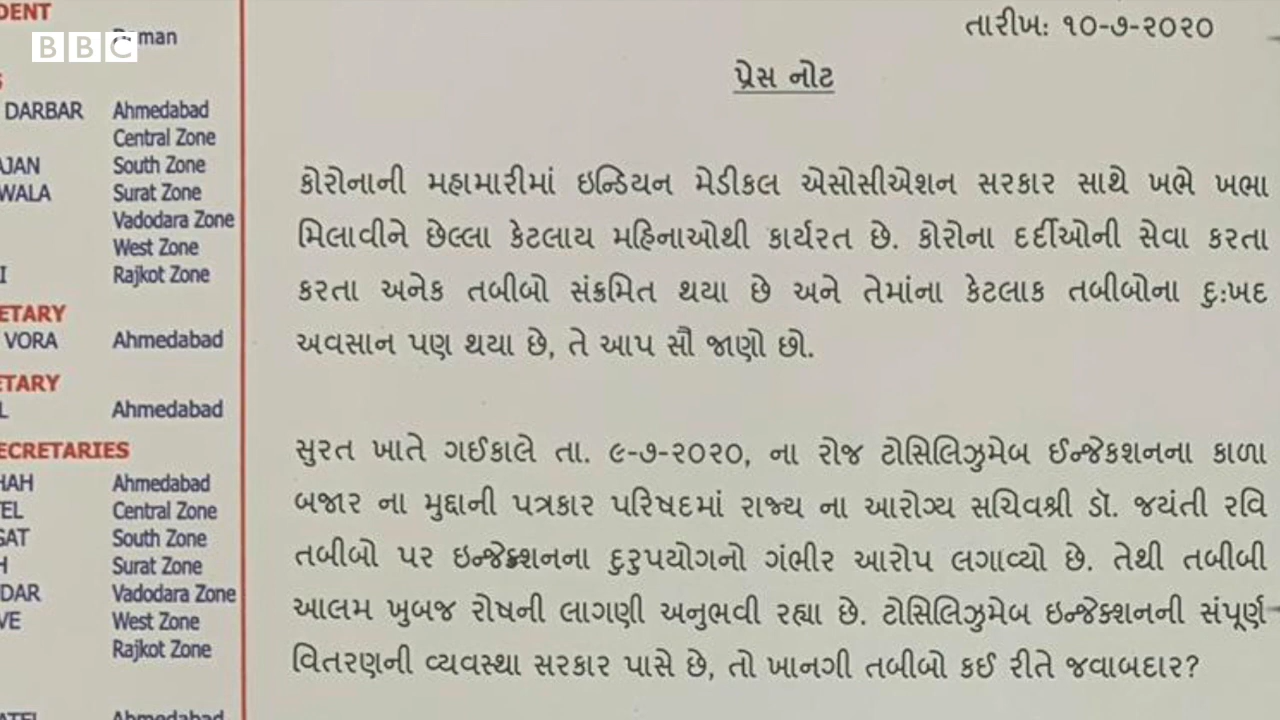 DENT
BBC
man
DARBAR Ahmedabad
Central Zone
AJAN South Zone
WALA Surat Zone
Vadodara Zone
West Zone
I Rajkot Zone
ETARY
VORA Ahmedabad
ETARY
L Ahmedabad
ECRETARIES
HAH Ahmedabad
EL Central Zone
SAT South Zone
H Surat Zone
DAR Vadodara Zone
VE West Zone
Rajkot Zone
ATEL Ahmedabad
તારીખઃ ૧૦-૭-૨૦૨૦
પ્રેસ નોટ
કોરોનાની મહામારીમાં ઇન્ડિયન મેડીકલ એસોસીએશન સરકાર સાથે ખભે ખભા
મિલાવીને છેલ્લા કેટલાય મહિનાઓથી કાર્યરત છે. કોરોના દર્દીઓની સેવા કરતા
કરતા અનેક તબીબો સંક્રમિત થયા છે અને તેમાંના કેટલાક તબીબોના દુઃખદ
અવસાન પણ થયા છે, તે આપ સૌ જાણો છો.
સુરત ખાતે ગઈકાલે તા. ૯-૭-૨૦૨૦, ના રોજ ટોસિલિઝુમેબ ઈન્જેકશનના કાળા
બજાર ના મુદ્દાની પત્રકાર પરિષદમાં રાજ્ય ના આરોગ્ય સચિવશ્રી ડૉ. જયંતી રવિ
તબીબો પર ઇન્જેક્શનના દુરુપયોગનો ગંભીર આરોપ લગાવ્યો છે. તેથી તબીબી
આલમ ખુબજ રોષની લાગણી અનુભવી રહ્યા છે. ટોસિલિઝુમેબ ઇન્જેક્શનની સંપૂર્ણ
વિતરણની વ્યવસ્થા સરકાર પાસે છે, તો ખાનગી તબીબો કઈ રીતે જવાબદાર?